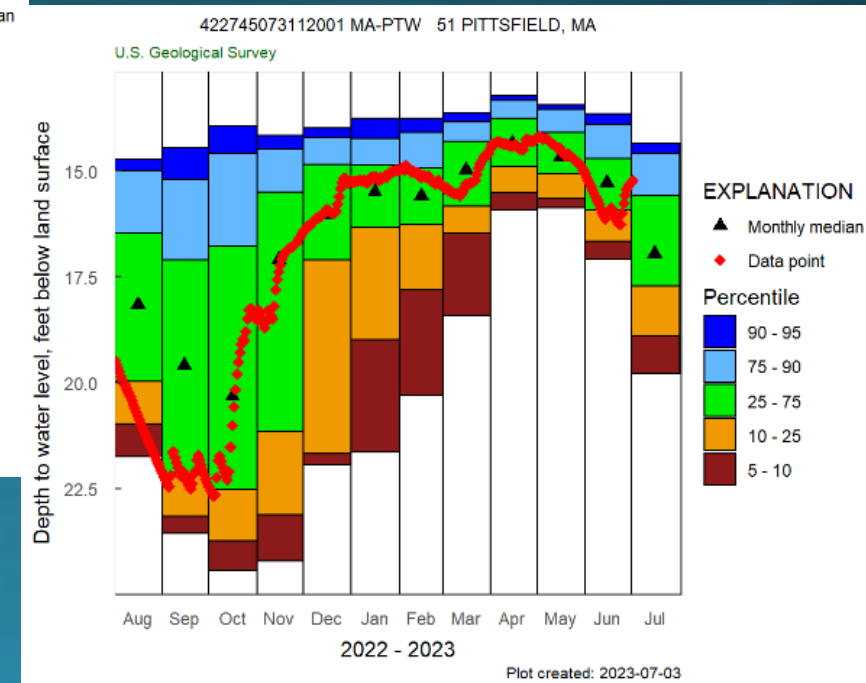 an
422745073112001 MA-PTW 51 PITTSFIELD, MA
U.S. Geological Survey
Depth to water level, feet below land surface
15.0
17.5
20.0
22.5
Aug Sep Oct Nov Dec Jan Feb Mar Apr May Jun Jul
2022 - 2023
EXPLANATION
Monthly median
Data point
Percentile
90 - 95
75 - 90
25 - 75
10 - 25
5 - 10
Plot created: 2023-07-03